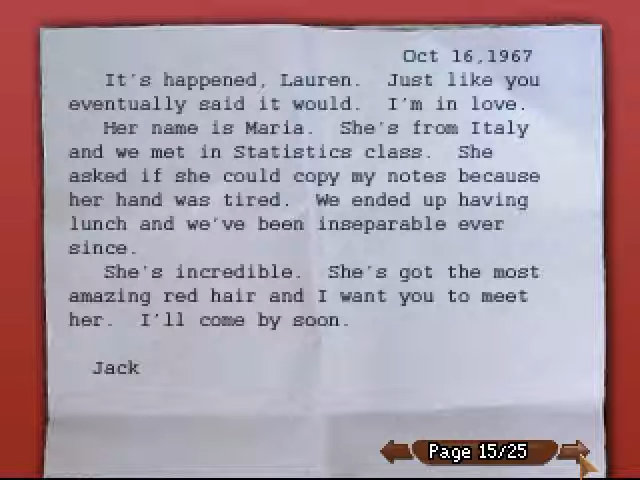 Oct 16,1967
It's happened, Lauren. Just like you
eventually said it would. I'm in love.
Her name is Maria. She's from Italy
and we met in Statistics class. She
asked if she could copy my notes because
her hand was tired. We ended up having
lunch and we've been inseparable ever
since.
She's incredible. She's got the most
amazing red hair and I want you to meet
her. I'll come by soon.
Jack
Page 15/25